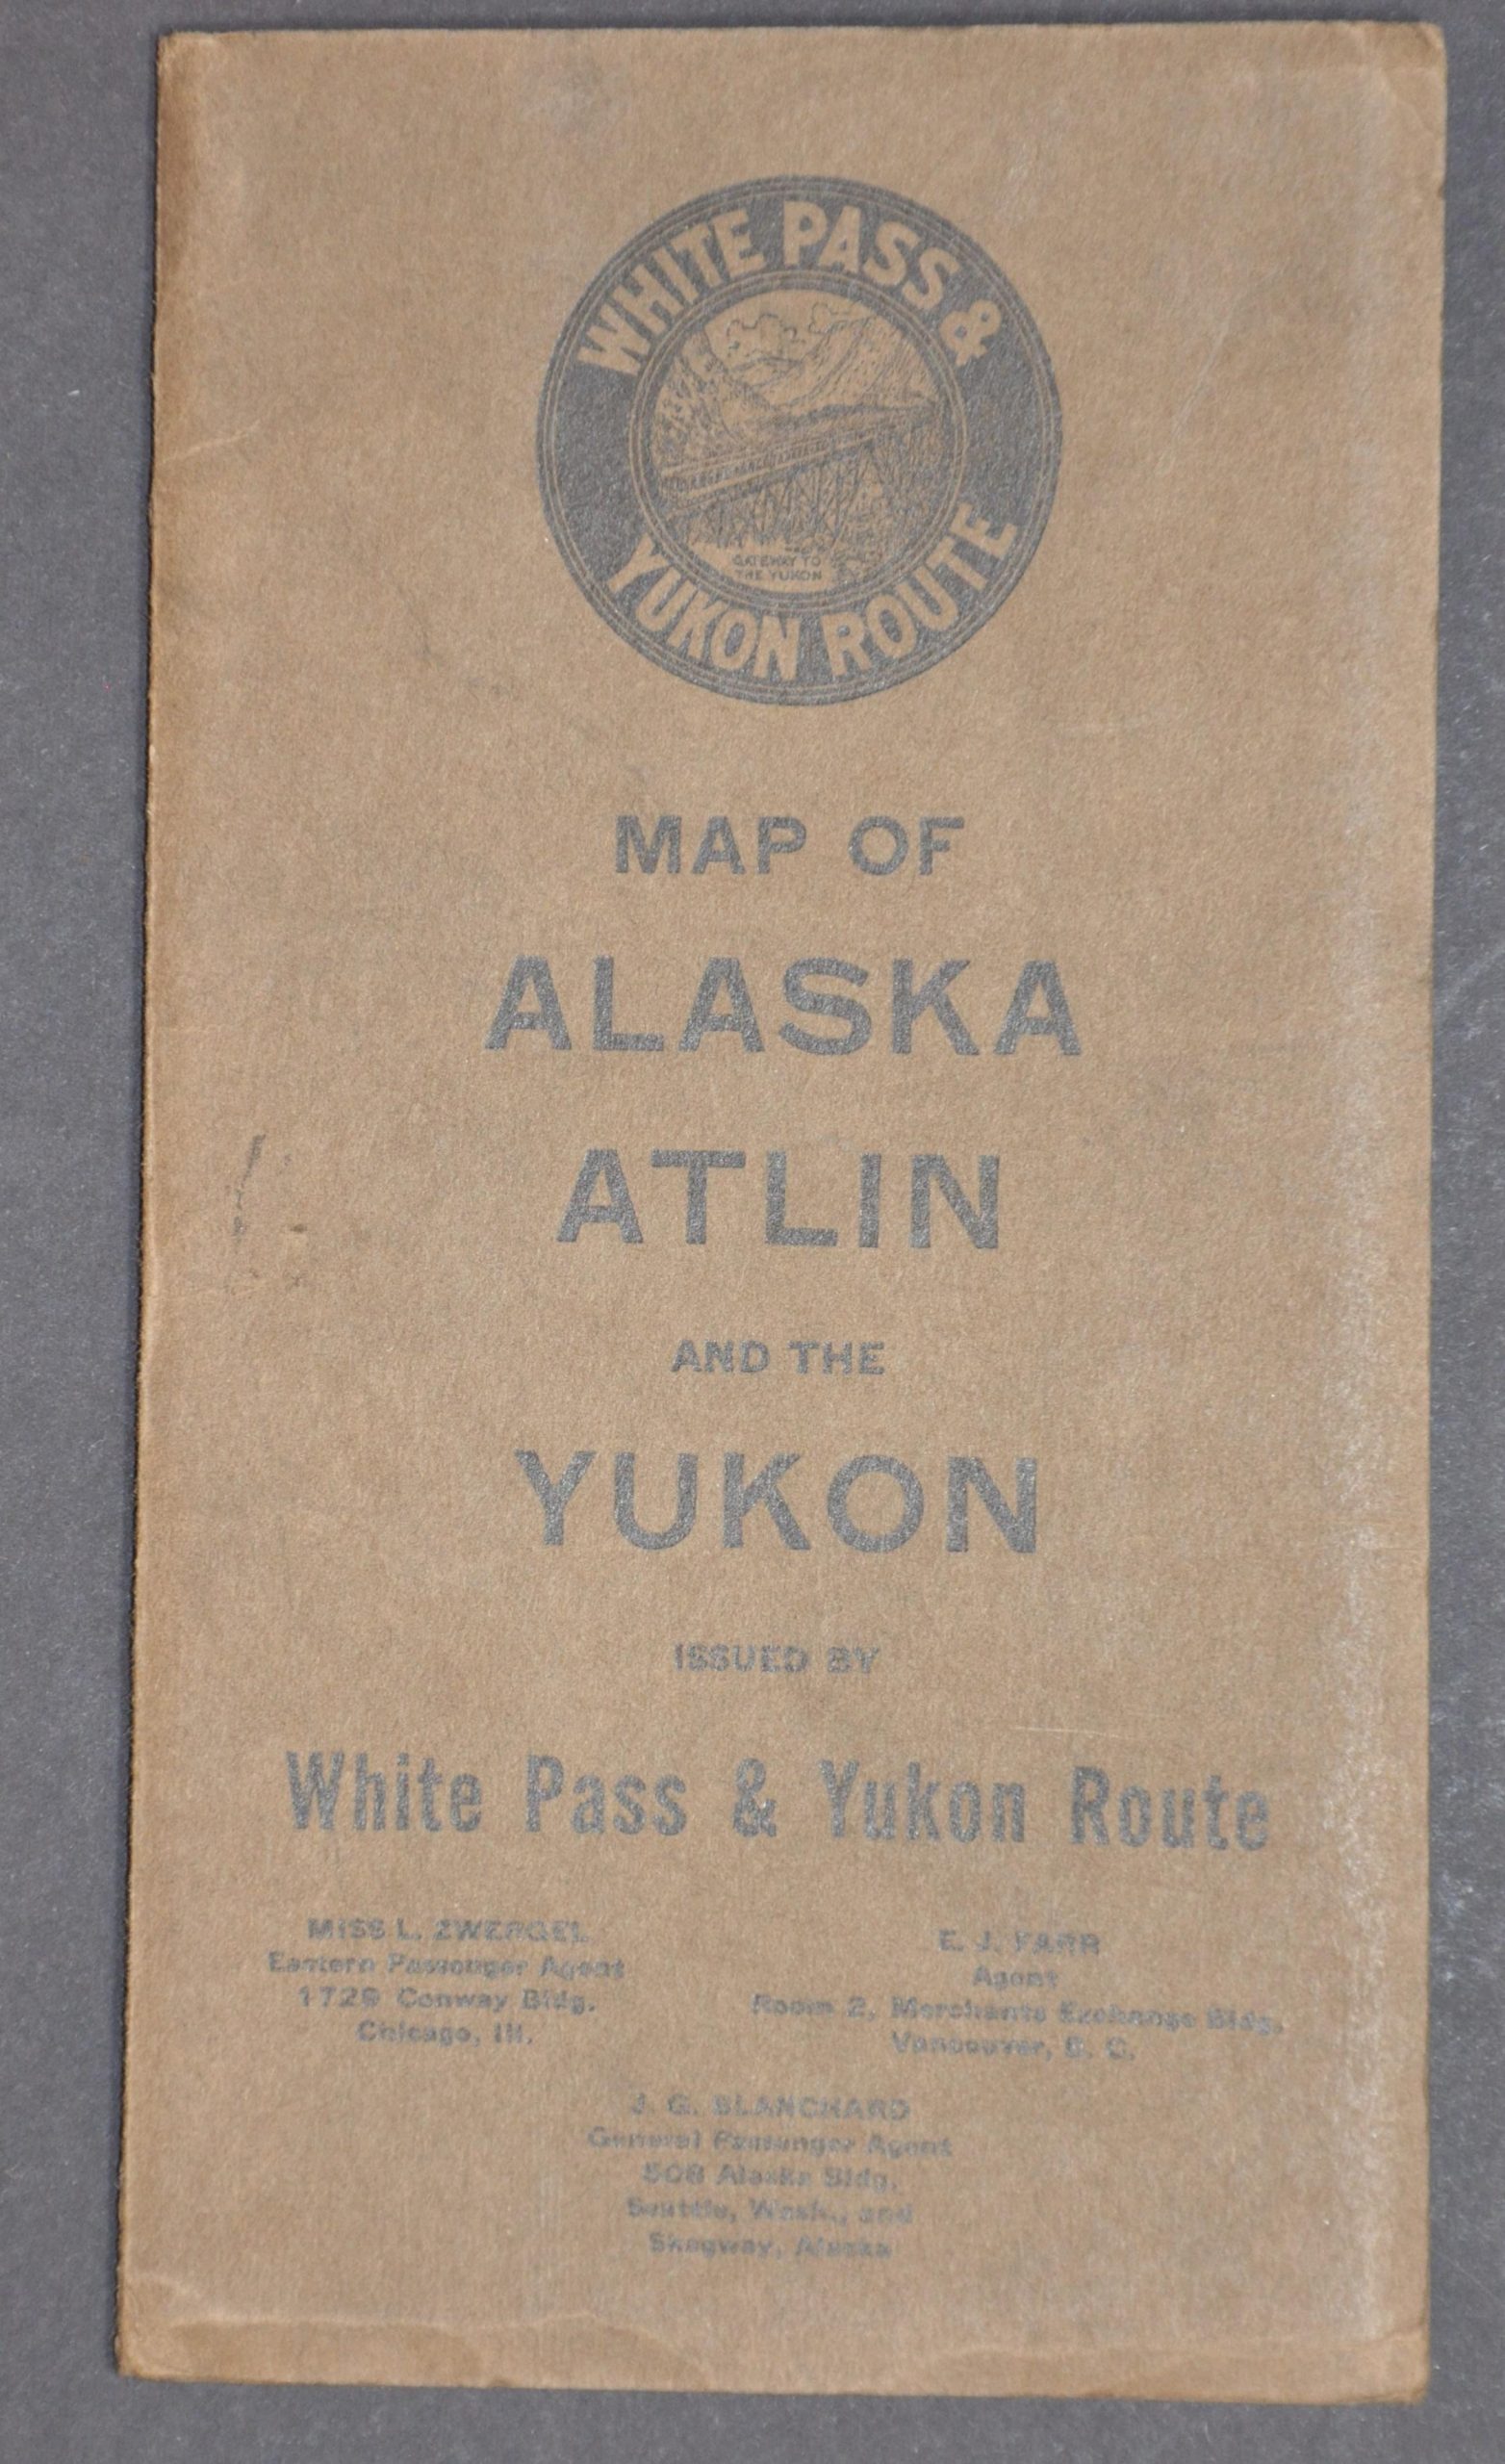 WHITE PASS &
GATEWAY TO
THE YUKON
YUKON ROUTE
MAP OF
ALASKA
ATLIN
AND THE
YUKON
ISSUED BY
White Pass & Yukon Route
MISS L. ZWERGEL
Eastern Passenger Agent
1729 Conway Bldg.
Chicago, Ill.
E. J. FARR
Agent
Room 2, Merchants Exchange Bldg.
Vancouver, B. C.
J. G. BLANCHARD
General Passenger Agent
508 Alaska Bldg.
Seattle, Wash., and
Skagway, Alaska